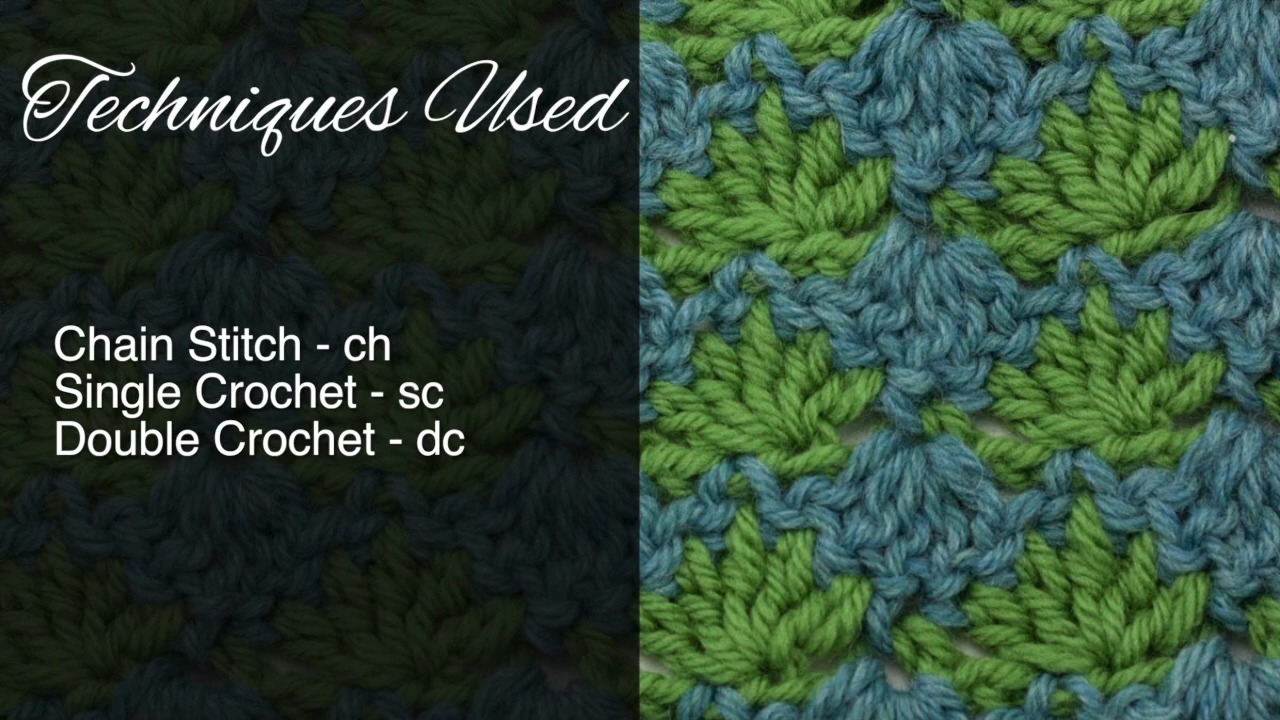 Techniques Used
Chain Stitch - ch
Single Crochet - sc
Double Crochet - dc